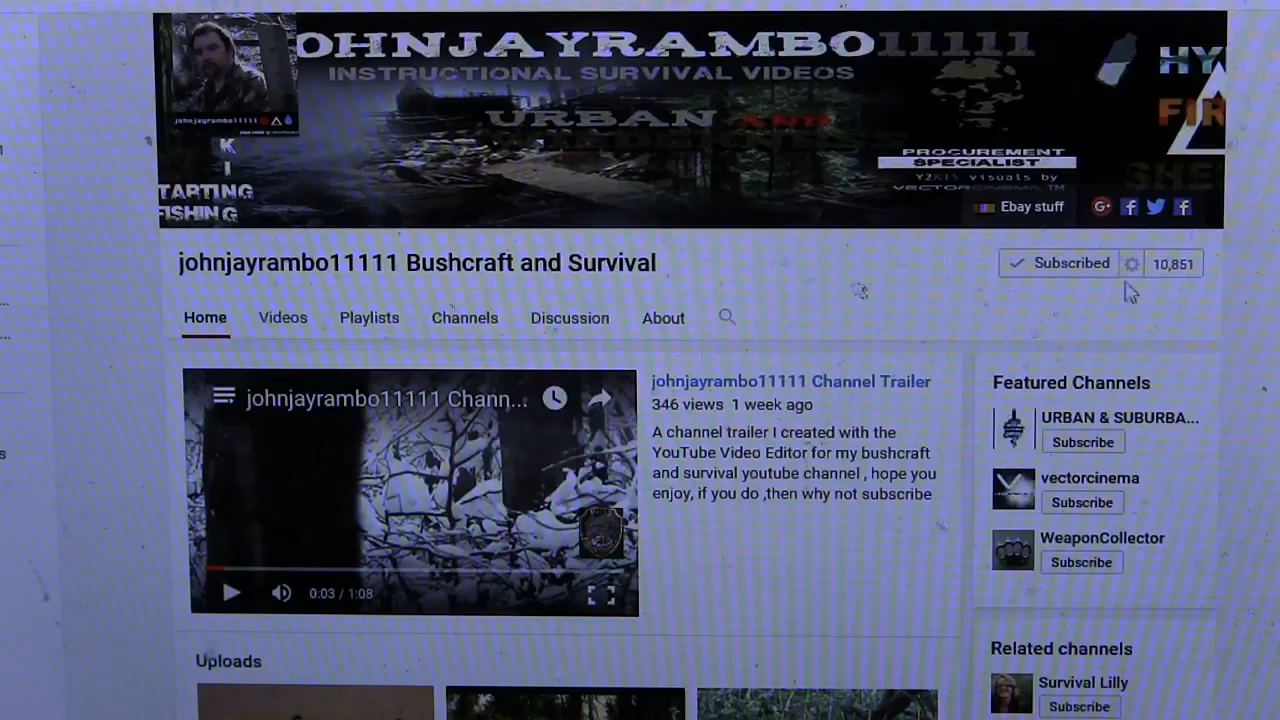 OHNJAYRAMBO11111
INSTRUCTIONAL SURVIVAL VIDEOS
URBAN AND
johnjayrambo11111
K
I
TARTING
FISHING
PROCUREMENT
SPECIALIST
Y2K1S visuals by
VECTORCINEMA ™
HY
FIR
SHE
Ebay stuff
johnjayrambo11111 Bushcraft and Survival
Subscribed 10,851
Home Videos Playlists Channels Discussion About
johnjayrambo11111 Chann...
0:03 / 1:08
johnjayrambo11111 Channel Trailer
346 views 1 week ago
A channel trailer I created with the
YouTube Video Editor for my bushcraft
and survival youtube channel , hope you
enjoy, if you do ,then why not subscribe
Featured Channels
URBAN & SUBURBA...
Subscribe
vectorcinema
Subscribe
WeaponCollector
Subscribe
Related channels
Survival Lilly
Subscribe
Uploads